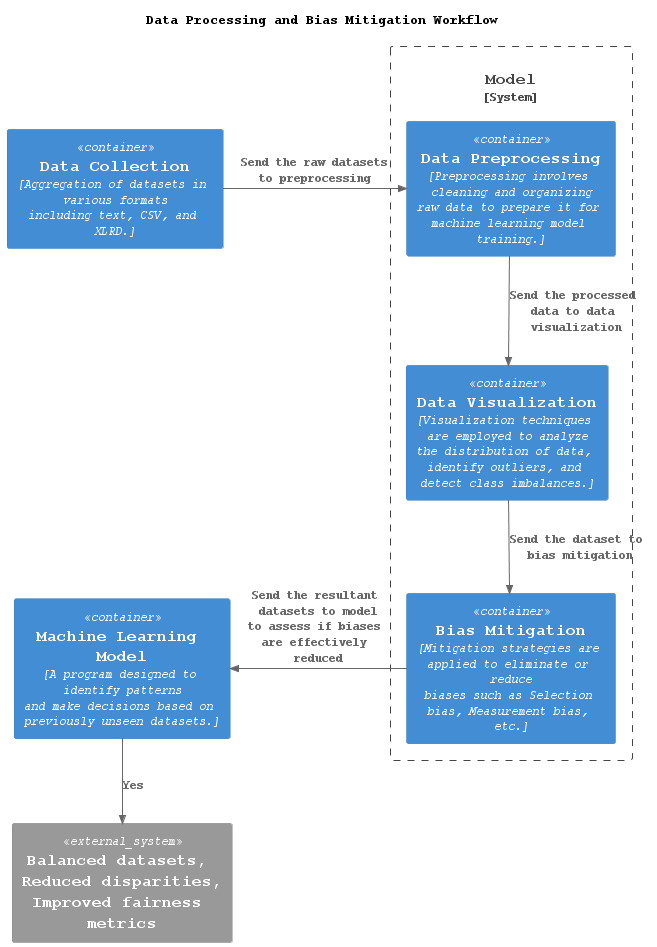 Data Processing and Bias Mitigation Workflow
Model
[System]
«container»
Data Collection
[Aggregation of datasets in
various formats
including text, CSV, and
XLRD.]
Send the raw datasets
to preprocessing
«container»
Data Preprocessing
[Preprocessing involves
cleaning and organizing
raw data to prepare it for
machine learning model
training.]
Send the processed
data to data
visualization
«container»
Data Visualization
[Visualization techniques
are employed to analyze
the distribution of data,
identify outliers, and
detect class imbalances.]
Send the dataset to
bias mitigation
«container»
Bias Mitigation
[Mitigation strategies are
applied to eliminate or
reduce
biases such as Selection
bias, Measurement bias,
etc.]
Send the resultant
datasets to model
to assess if biases
are effectively
reduced
«container»
Machine Learning
Model
[A program designed to
identify patterns
and make decisions based on
previously unseen datasets.]
Yes
«external_system»
Balanced datasets,
Reduced disparities,
Improved fairness
metrics